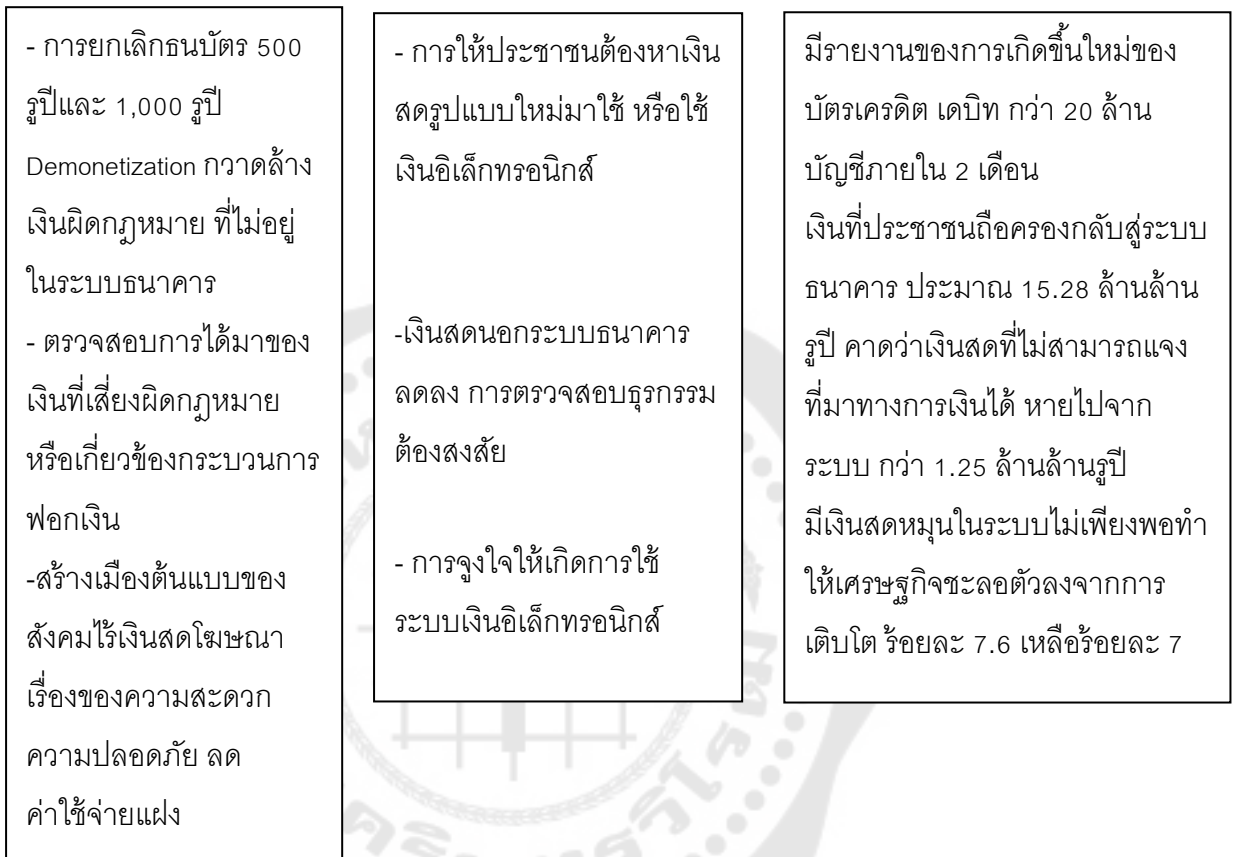 - การยกเลิกธนบัตร 500
รูปีและ 1,000 รูปี
Demonetization กวาดล้าง
เงินผิดกฎหมาย ที่ไม่อยู่
ในระบบธนาคาร
- ตรวจสอบการได้มาของ
เงินที่เสี่ยงผิดกฎหมาย
หรือเกี่ยวข้องกระบวนการ
ฟอกเงิน
-สร้างเมืองต้นแบบของ
สังคมไร้เงินสดโฆษณา
เรื่องของความสะดวก
ความปลอดภัย ลด
ค่าใช้จ่ายแฝง
- การให้ประชาชนต้องหาเงิน
สดรูปแบบใหม่มาใช้ หรือใช้
เงินอิเล็กทรอนิกส์
-เงินสดนอกระบบธนาคาร
ลดลง การตรวจสอบธุรกรรม
ต้องสงสัย
- การจูงใจให้เกิดการใช้
ระบบเงินอิเล็กทรอนิกส์
มีรายงานของการเกิดขึ้นใหม่ของ
บัตรเครดิต เดบิท กว่า 20 ล้าน
บัญชีภายใน 2 เดือน
เงินที่ประชาชนถือครองกลับสู่ระบบ
ธนาคาร ประมาณ 15.28 ล้านล้าน
รูปี คาดว่าเงินสดที่ไม่สามารถแจง
ที่มาทางการเงินได้ หายไปจาก
ระบบ กว่า 1.25 ล้านล้านรูปี
มีเงินสดหมุนในระบบไม่เพียงพอทำ
ให้เศรษฐกิจชะลอตัวลงจากการ
เติบโต ร้อยละ 7.6 เหลือร้อยละ 7